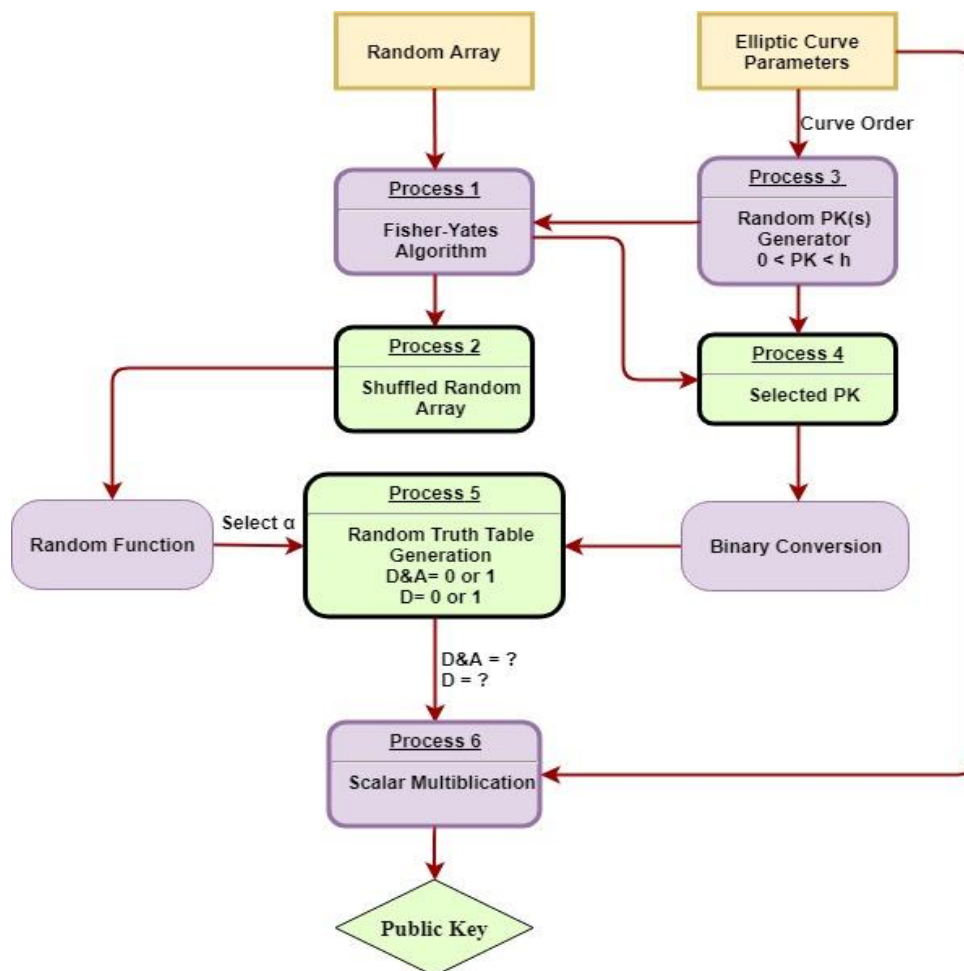 Random Array
Elliptic Curve
Parameters
Curve Order
Process 1
Fisher-Yates
Algorithm
Process 3
Random PK(s)
Generator
0 < PK < h
Process 2
Shuffled Random
Array
Process 4
Selected PK
Random Function
Select α
Process 5
Random Truth Table
Generation
D&A= 0 or 1
D= 0 or 1
Binary Conversion
D&A = ?
D = ?
Process 6
Scalar Multiblication
Public Key